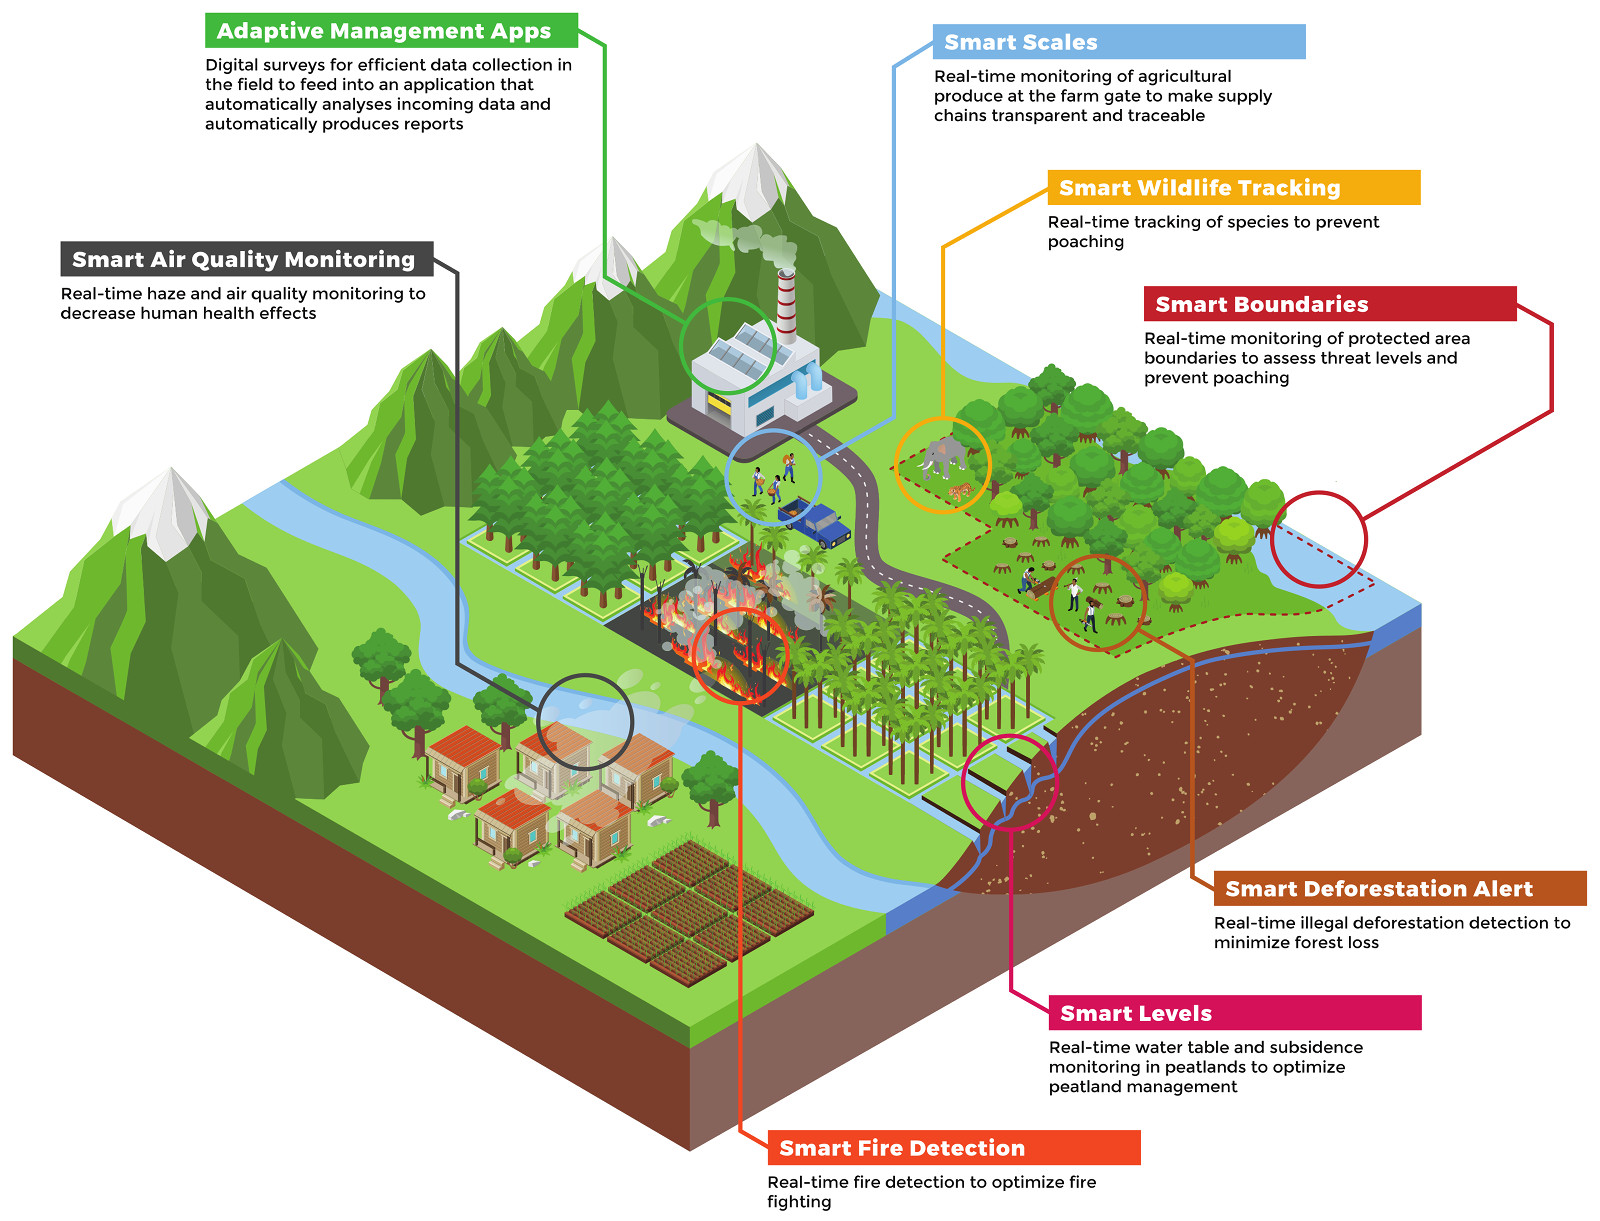 Adaptive Management Apps
Digital surveys for efficient data collection in
the field to feed into an application that
automatically analyses incoming data and
automatically produces reports
Smart Scales
Real-time monitoring of agricultural
produce at the farm gate to make supply
chains transparent and traceable
Smart Wildlife Tracking
Real-time tracking of species to prevent
poaching
Smart Air Quality Monitoring
Real-time haze and air quality monitoring to
decrease human health effects
Smart Boundaries
Real-time monitoring of protected area
boundaries to assess threat levels and
prevent poaching
Smart Deforestation Alert
Real-time illegal deforestation detection to
minimize forest loss
Smart Levels
Real-time water table and subsidence
monitoring in peatlands to optimize
peatland management
Smart Fire Detection
Real-time fire detection to optimize fire
fighting